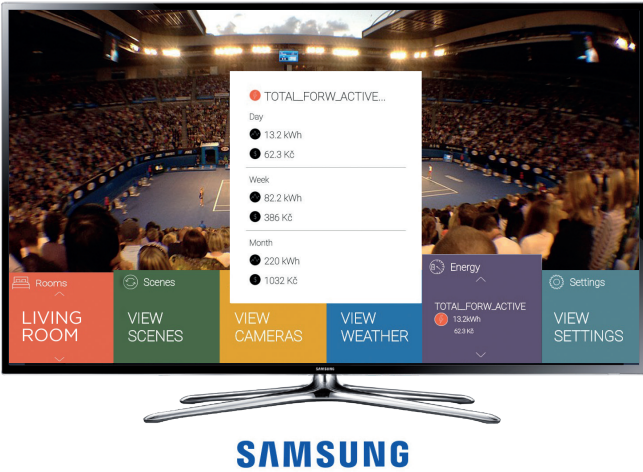 TOTAL_FORW_ACTIVE...
Day
13.2 kWh
62.3 Kč
Week
82.2 kWh
386 Kč
Month
220 kWh
1032 Kč
Rooms
LIVING
ROOM
Scenes
VIEW
SCENES
VIEW
CAMERAS
VIEW
WEATHER
Energy
TOTAL_FORW_ACTIVE
13.2kWh
62.3 Kč
Settings
VIEW
SETTINGS
SAMSUNG
SAMSUNG